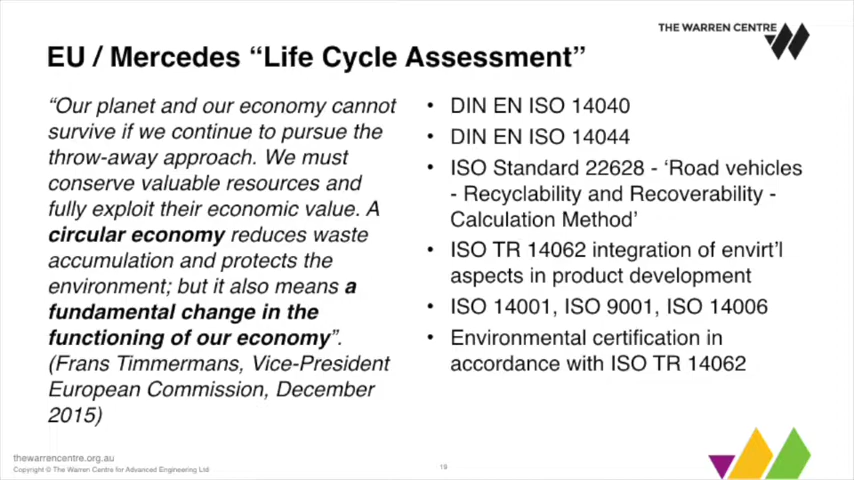 THE WARREN CENTRE
EU / Mercedes “Life Cycle Assessment”
“Our planet and our economy cannot
survive if we continue to pursue the
throw-away approach. We must
conserve valuable resources and
fully exploit their economic value. A
circular economy reduces waste
accumulation and protects the
environment; but it also means a
fundamental change in the
functioning of our economy”.
(Frans Timmermans, Vice-President
European Commission, December
2015)
• DIN EN ISO 14040
• DIN EN ISO 14044
• ISO Standard 22628 - ‘Road vehicles
- Recyclability and Recoverability -
Calculation Method’
• ISO TR 14062 integration of envirt’l
aspects in product development
• ISO 14001, ISO 9001, ISO 14006
• Environmental certification in
accordance with ISO TR 14062
thewarrencentre.org.au
Copyright © The Warren Centre for Advanced Engineering Ltd
19